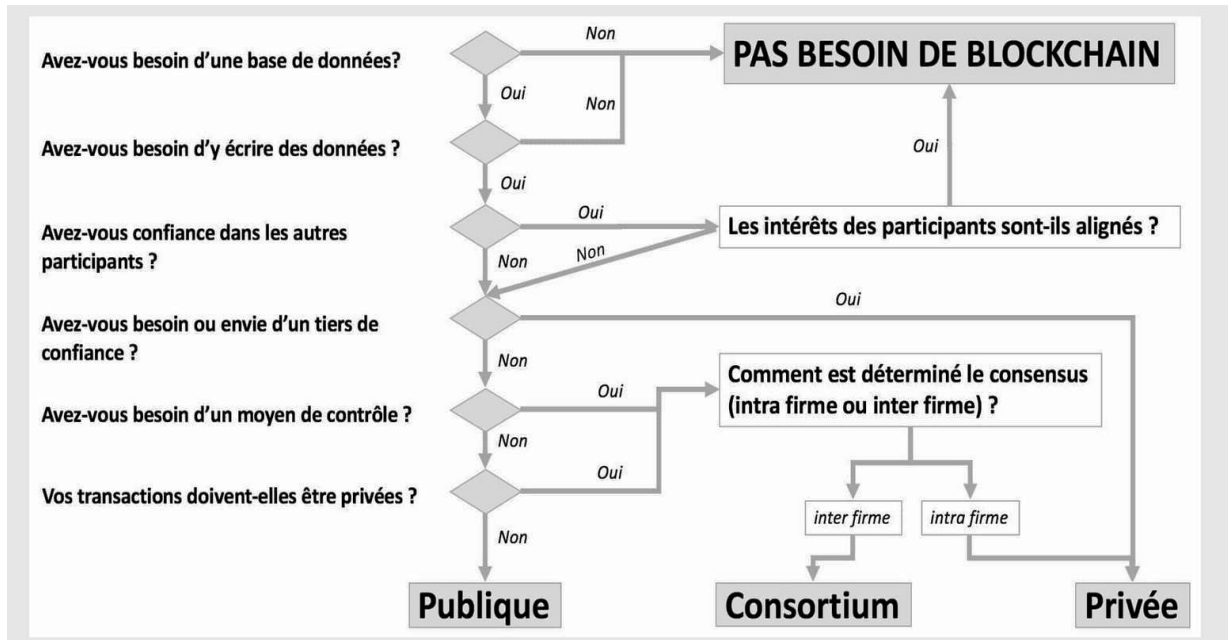 Avez-vous besoin d’une base de données?
Non
PAS BESOIN DE BLOCKCHAIN
Oui
Non
Avez-vous besoin d’y écrire des données ?
Oui
Oui
Avez-vous confiance dans les autres
participants ?
Oui
Les intérêts des participants sont-ils alignés ?
Non
Non
Avez-vous besoin ou envie d’un tiers de
confiance ?
Oui
Non
Comment est déterminé le consensus
(intra firme ou inter firme) ?
Avez-vous besoin d’un moyen de contrôle ?
Oui
Non
Vos transactions doivent-elles être privées ?
Oui
inter firme
intra firme
Non
Publique
Consortium
Privée